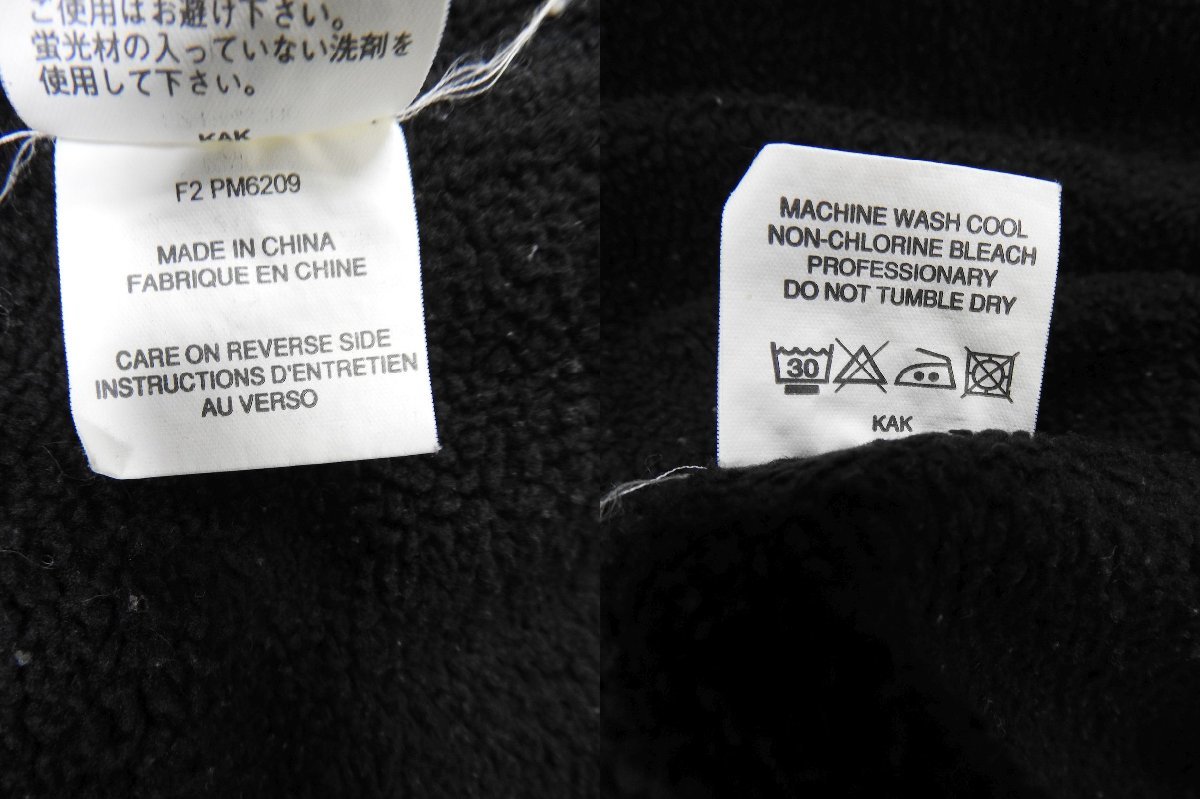 ご使用はお避け下さい。
蛍光材の入っていない洗剤を
使用して下さい。
KAK
F2 PM6209
MADE IN CHINA
FABRIQUE EN CHINE
CARE ON REVERSE SIDE
INSTRUCTIONS D'ENTRETIEN
AU VERSO
MACHINE WASH COOL
NON-CHLORINE BLEACH
PROFESSIONARY
DO NOT TUMBLE DRY
30
KAK